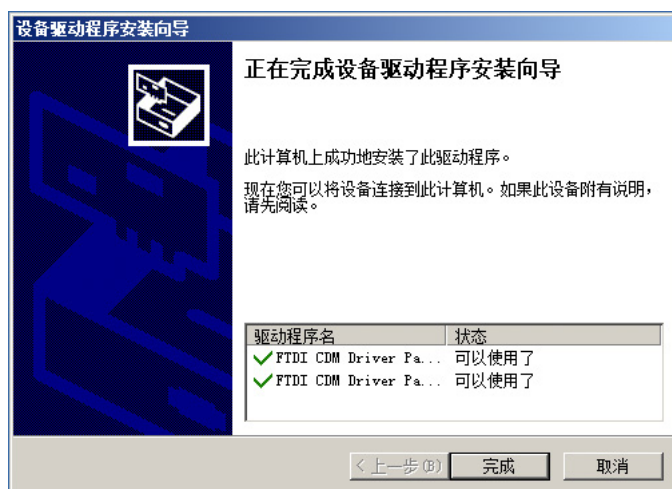 设备驱动程序安装向导
正在完成设备驱动程序安装向导
此计算机上成功地安装了此驱动程序。
现在您可以将设备连接到此计算机。如果此设备附有说明，
请先阅读。
驱动程序名 状态
FTDI CDM Driver Pa... 可以使用了
FTDI CDM Driver Pa... 可以使用了
< 上一步(B) 完成 取消